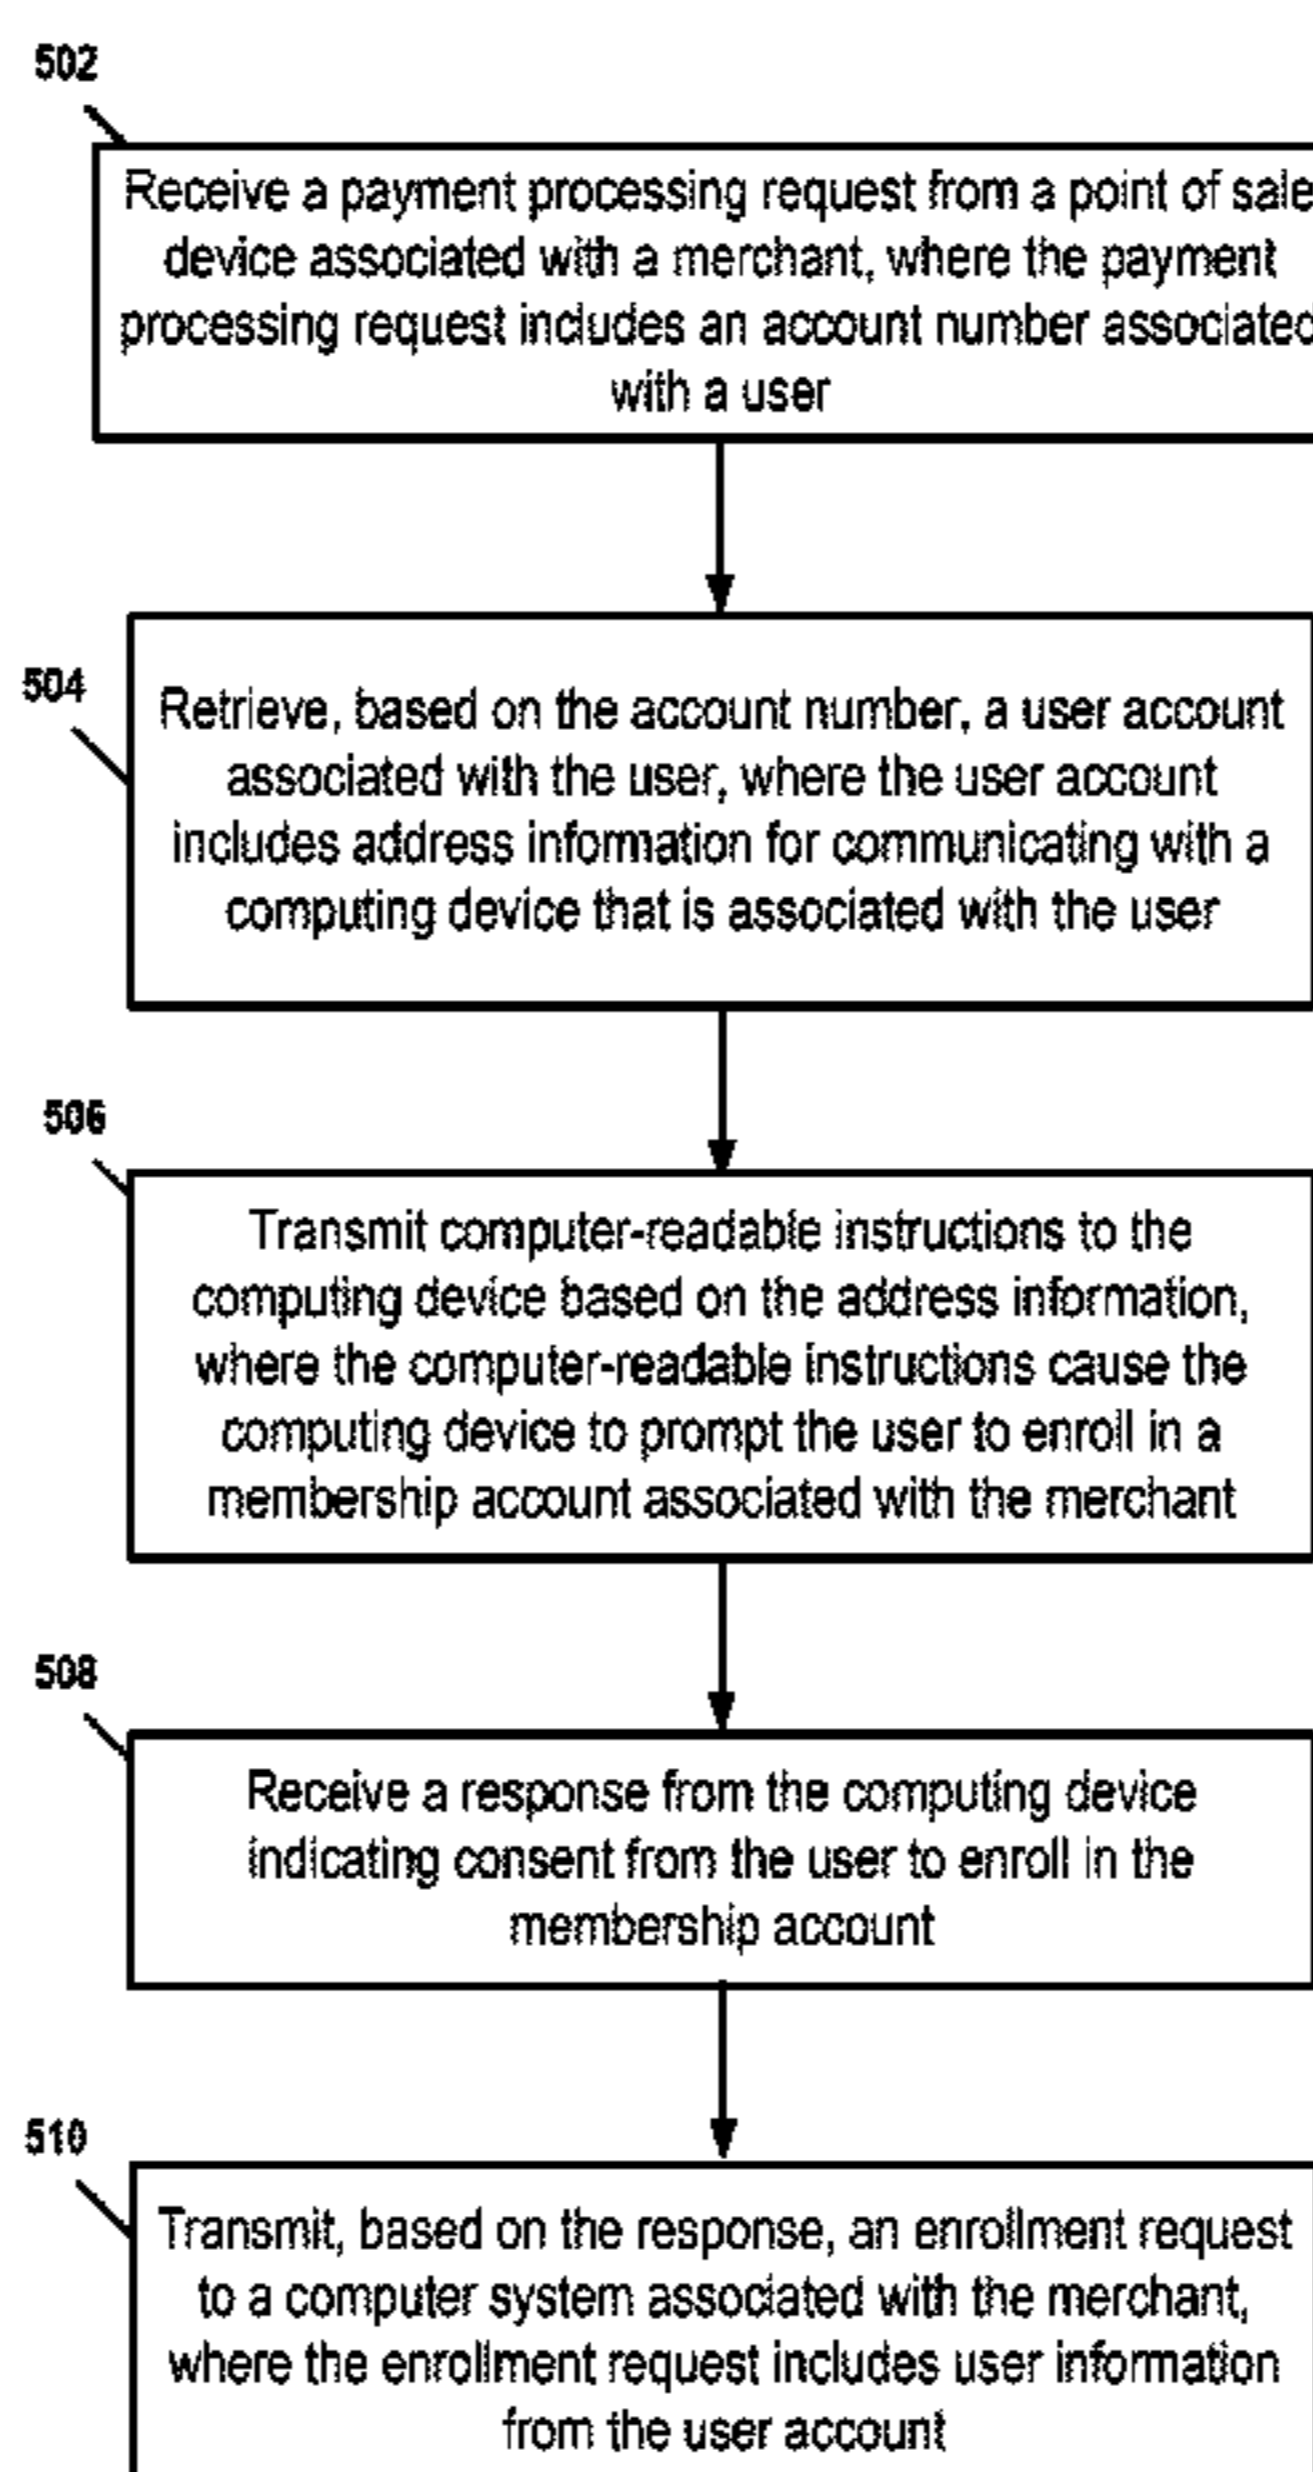 502
Receive a payment processing request from a point of sale
device associated with a merchant, where the payment
processing request includes an account number associated
with a user
504
Retrieve, based on the account number, a user account
associated with the user, where the user account
includes address information for communicating with a
computing device that is associated with the user
506
Transmit computer-readable instructions to the
computing device based on the address information,
where the computer-readable instructions cause the
computing device to prompt the user to enroll in a
membership account associated with the merchant
508
Receive a response from the computing device
indicating consent from the user to enroll in the
membership account
510
Transmit, based on the response, an enrollment request
to a computer system associated with the merchant,
where the enrollment request includes user information
from the user account